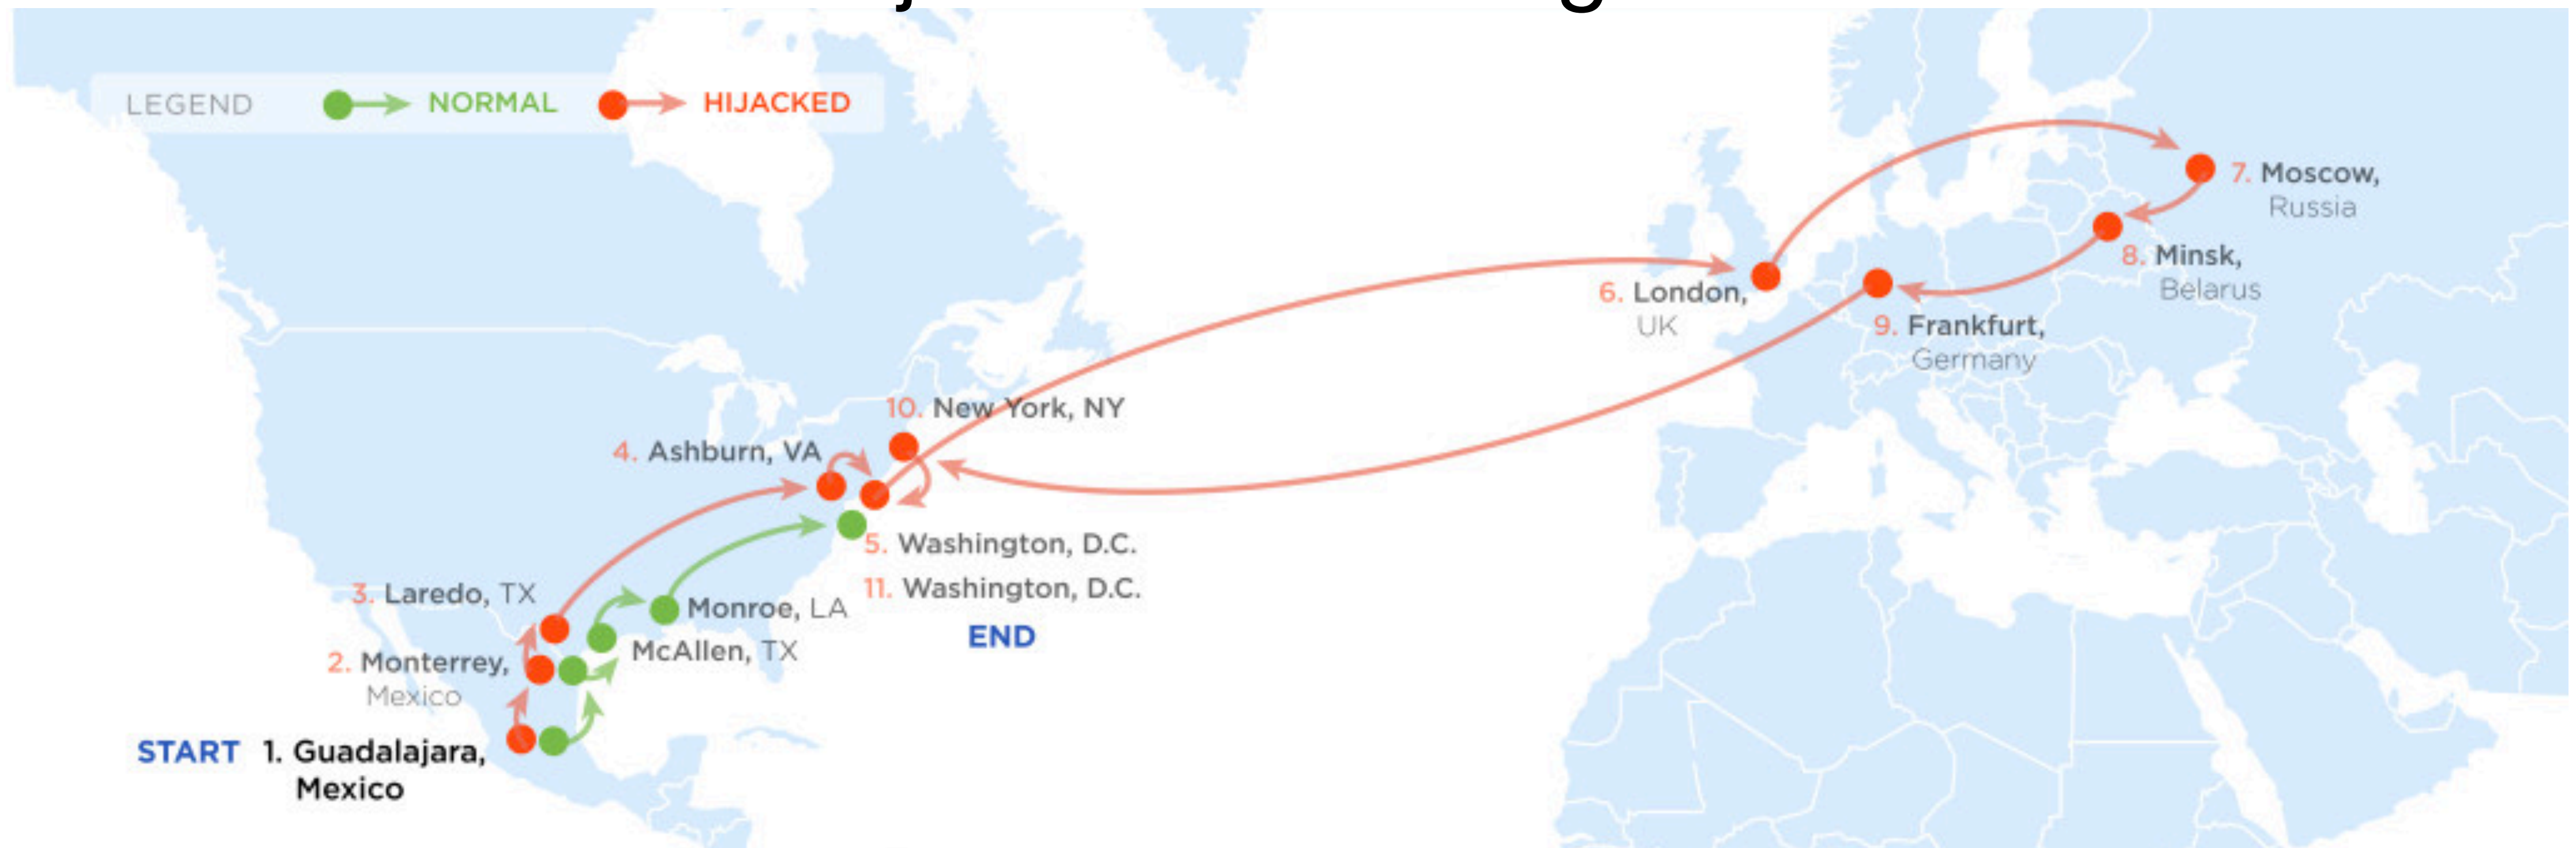 LEGEND NORMAL HIJACKED
7. Moscow,
Russia
8. Minsk,
Belarus
6. London,
UK
9. Frankfurt,
Germany
10. New York, NY
4. Ashburn, VA
5. Washington, D.C.
11. Washington, D.C.
END
3. Laredo, TX
Monroe, LA
McAllen, TX
2. Monterrey,
Mexico
START 1. Guadalajara,
Mexico